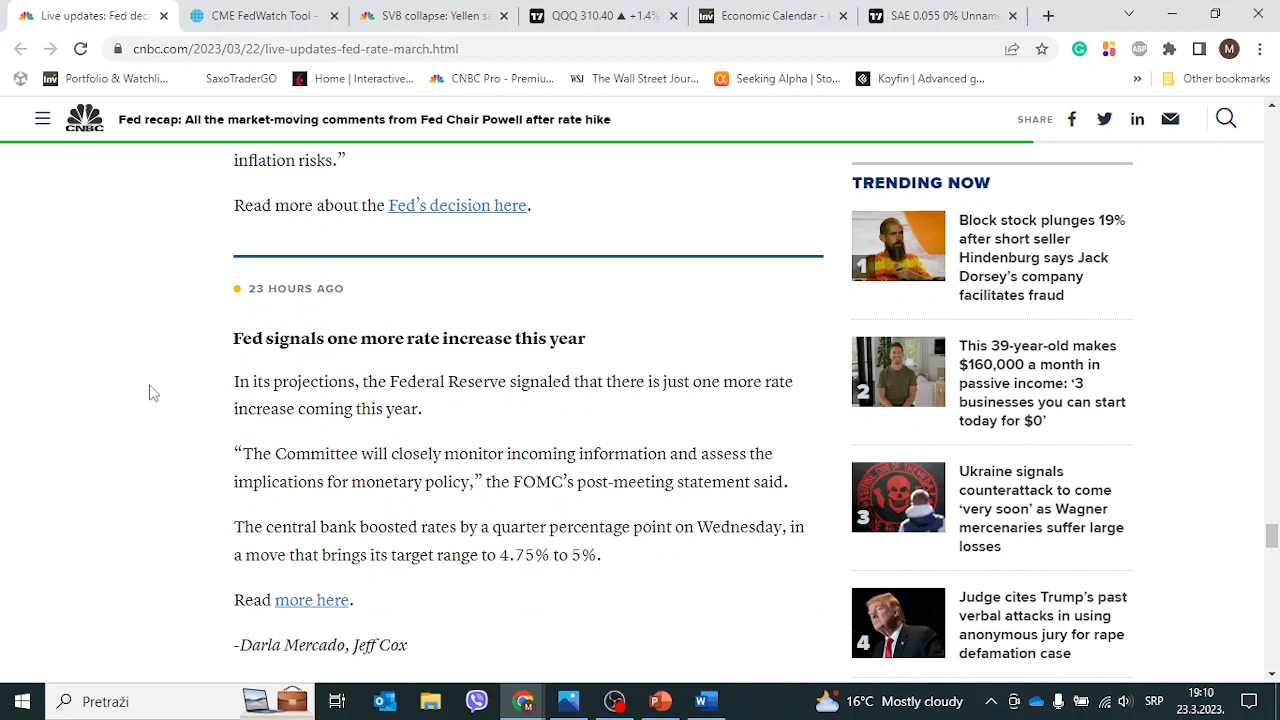 Live updates: Fed dec
CME FedWatch Tool -
SVB collapse: Yellen sa
QQQ 310.40 ▲ +1.4%
Economic Calendar - I
SAE 0.055 0% Unnam
cnbc.com/2023/03/22/live-updates-fed-rate-march.html
ABP
M
Inv Portfolio & Watchli...
SaxoTraderGO
Home | Interactive...
CNBC Pro - Premiu...
WSJ The Wall Street Jour...
α Seeking Alpha | Sto...
Koyfin | Advanced g...
»
Other bookmarks
CNBC
Fed recap: All the market-moving comments from Fed Chair Powell after rate hike
SHARE
inflation risks.”
Read more about the Fed’s decision here.
23 HOURS AGO
Fed signals one more rate increase this year
In its projections, the Federal Reserve signaled that there is just one more rate
increase coming this year.
“The Committee will closely monitor incoming information and assess the
implications for monetary policy,” the FOMC’s post-meeting statement said.
The central bank boosted rates by a quarter percentage point on Wednesday, in
a move that brings its target range to 4.75% to 5%.
Read more here.
-Darla Mercado, Jeff Cox
TRENDING NOW
1
Block stock plunges 19%
after short seller
Hindenburg says Jack
Dorsey’s company
facilitates fraud
2
This 39-year-old makes
$160,000 a month in
passive income: ‘3
businesses you can start
today for $0’
3
Ukraine signals
counterattack to come
‘very soon’ as Wagner
mercenaries suffer large
losses
4
Judge cites Trump’s past
verbal attacks in using
anonymous jury for rape
defamation case
Pretraži
16°C Mostly cloudy
SRP
19:10
23.3.2023.